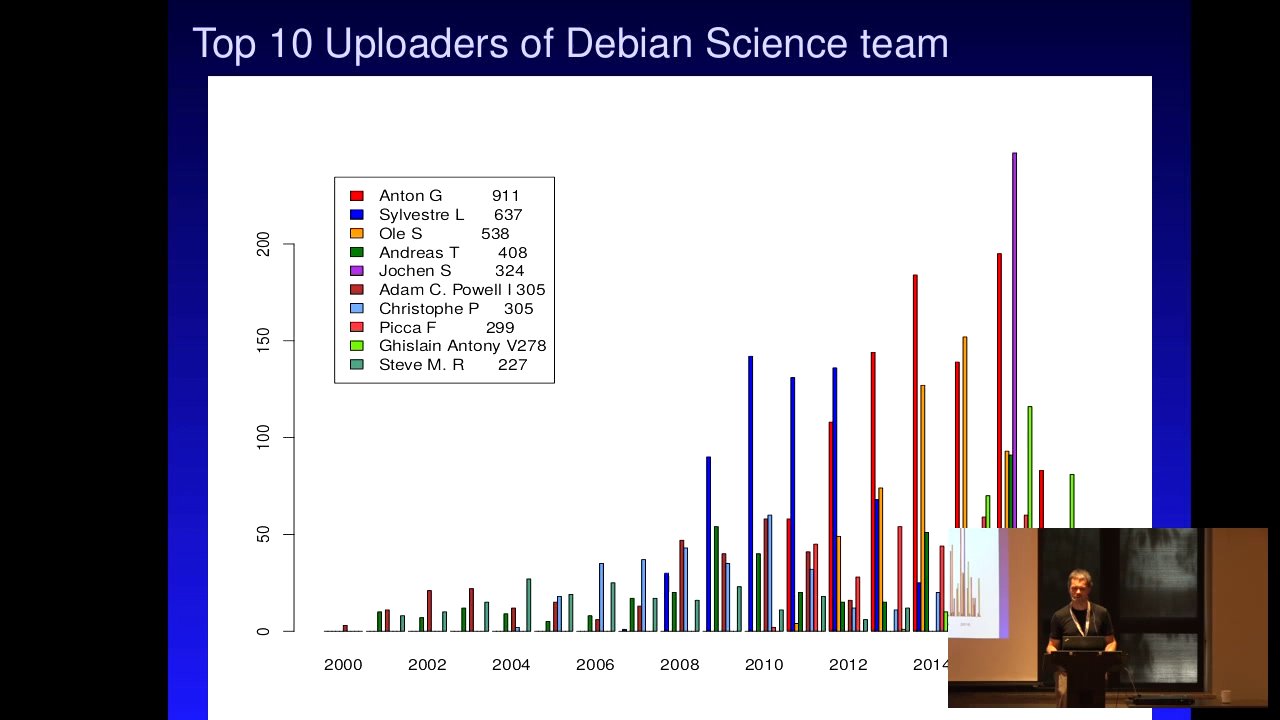 Top 10 Uploaders of Debian Science team
Anton G 911
Sylvestre L 637
Ole S 538
Andreas T 408
Jochen S 324
Adam C. Powell I 305
Christophe P 305
Picca F 299
Ghislain Antony V278
Steve M. R 227
200
150
100
50
0
2000 2002 2004 2006 2008 2010 2012 2014